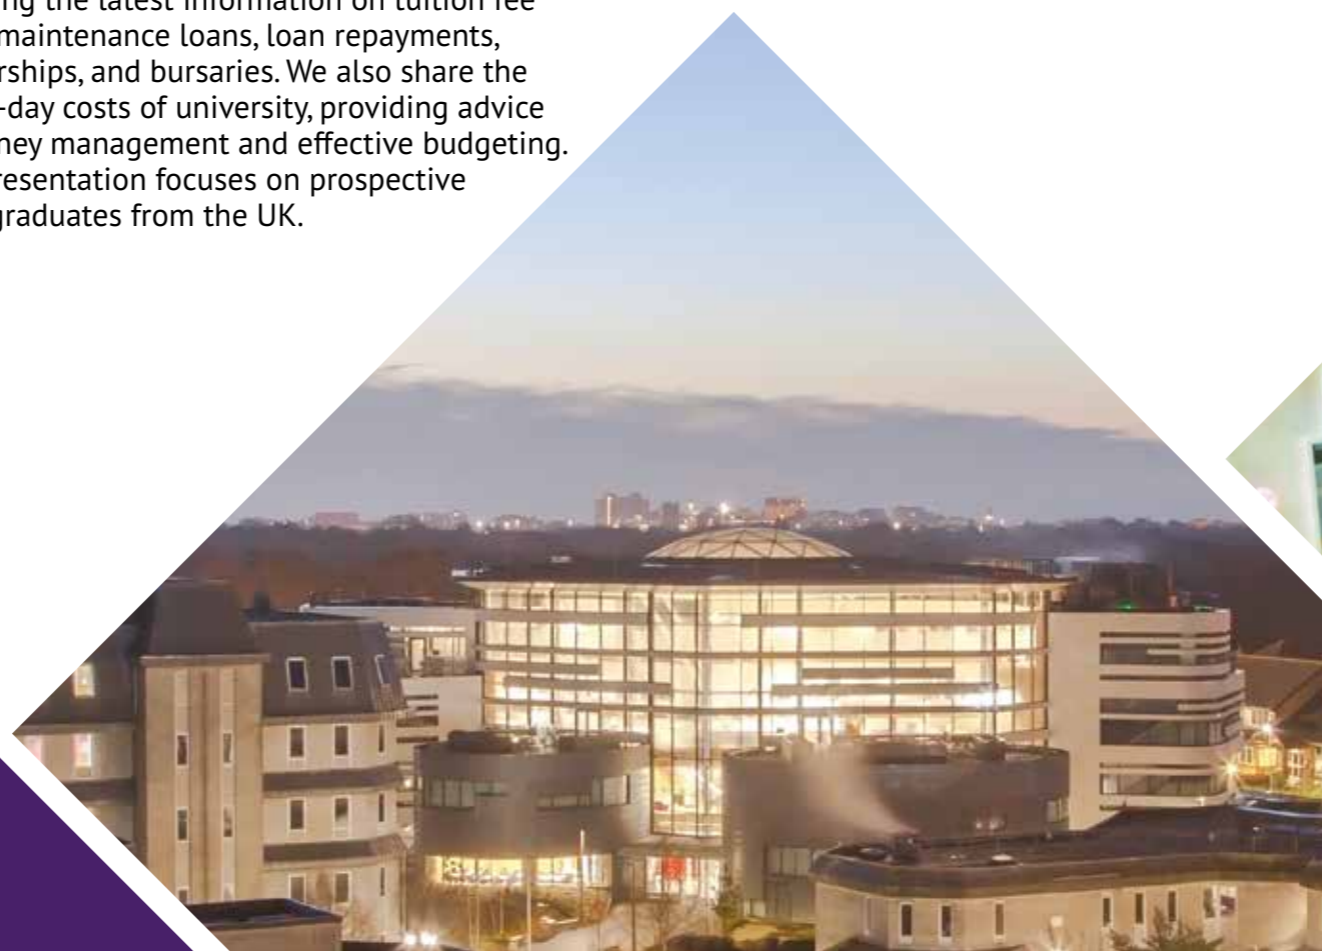 ng the latest information on tuition fee
maintenance loans, loan repayments,
rships, and bursaries. We also share the
-day costs of university, providing advice
ney management and effective budgeting.
resentation focuses on prospective
graduates from the UK.